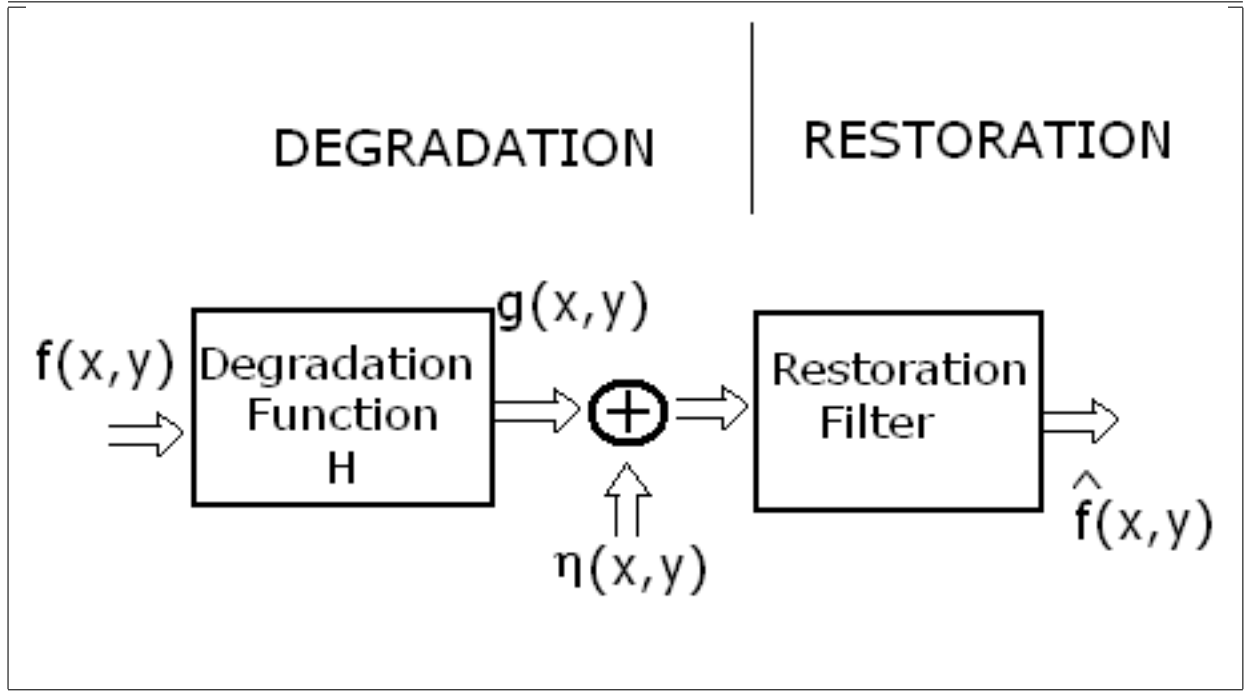 DEGRADATION
RESTORATION
f(x,y)
Degradation
Function
H
g(x,y)
+
η(x,y)
Restoration
Filter
f̂(x,y)